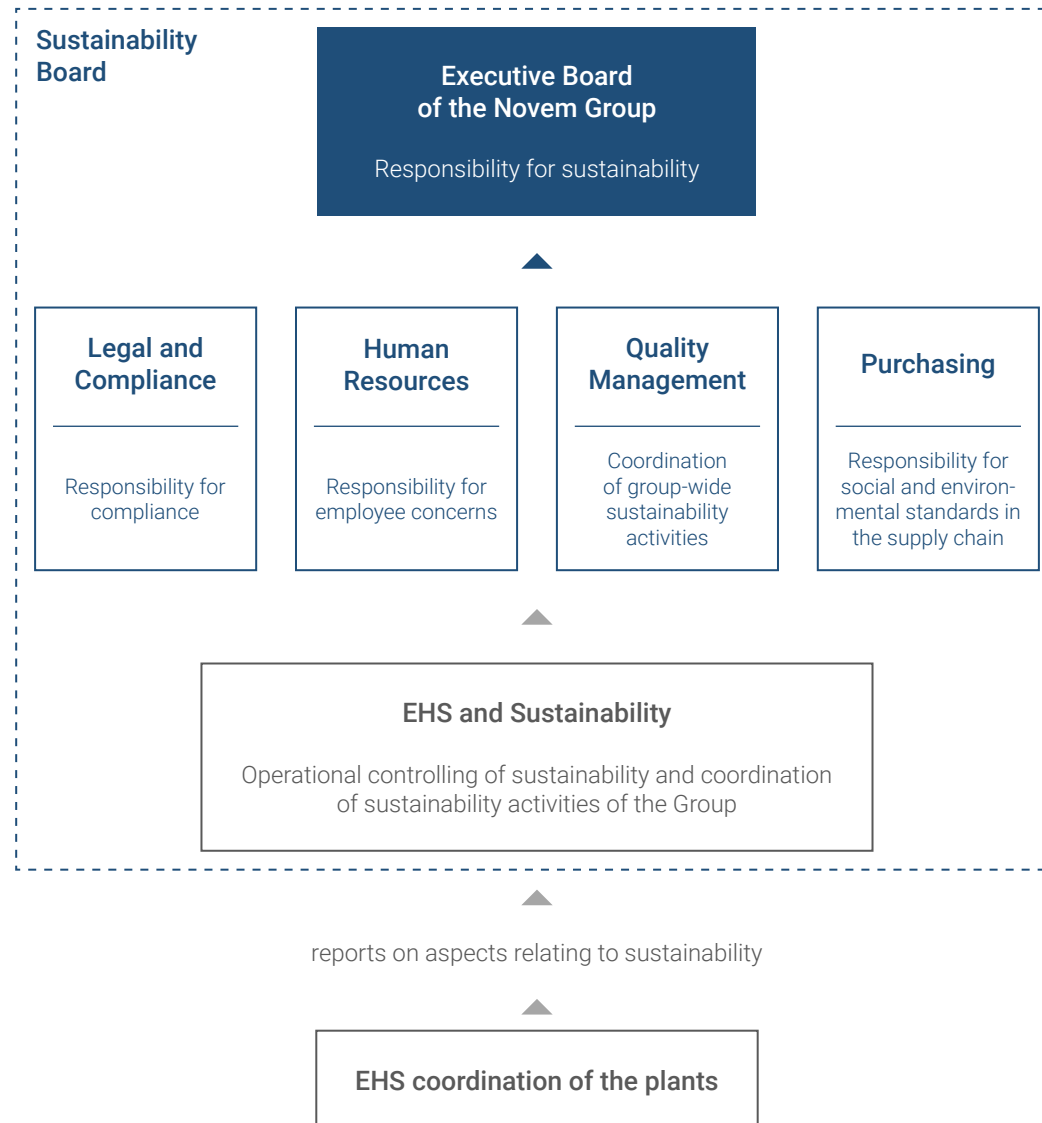 Sustainability
Board
Executive Board
of the Novem Group
Responsibility for sustainability
Legal and
Compliance
Responsibility for
compliance
Human
Resources
Responsibility for
employee concerns
Quality
Management
Coordination
of group-wide
sustainability
activities
Purchasing
Responsibility for
social and environ-
mental standards in
the supply chain
EHS and Sustainability
Operational controlling of sustainability and coordination
of sustainability activities of the Group
reports on aspects relating to sustainability
EHS coordination of the plants